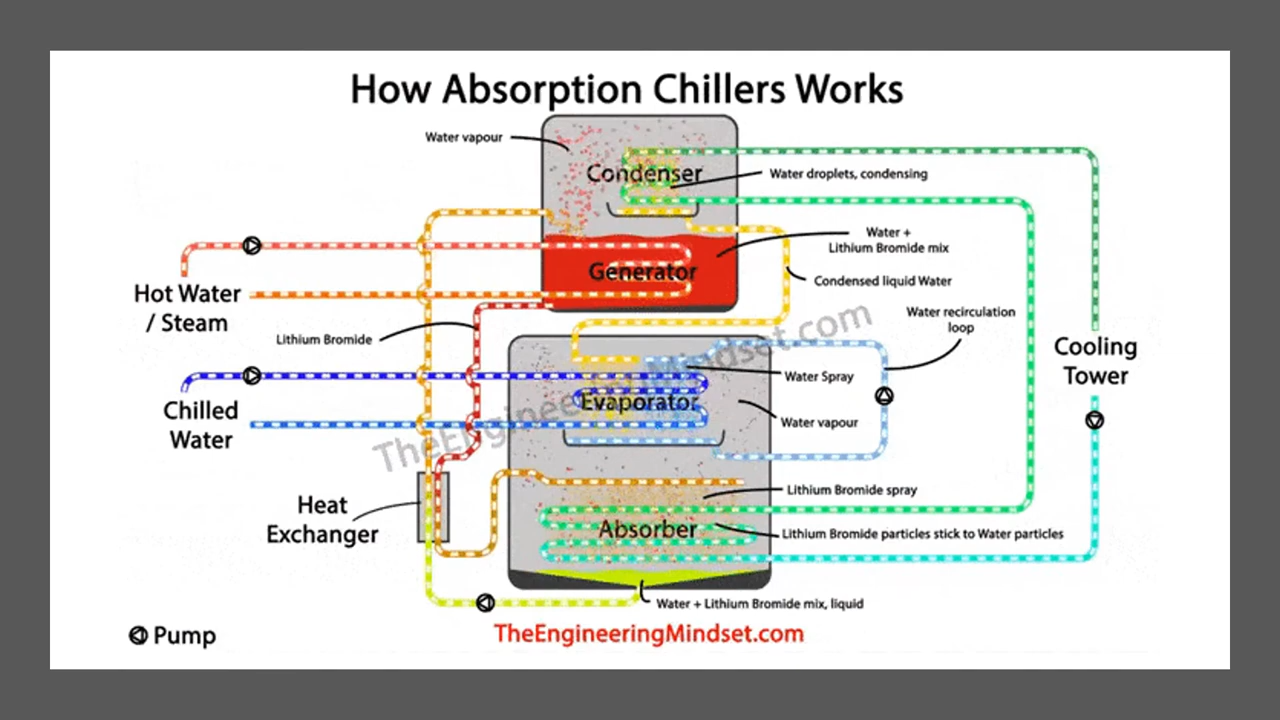 How Absorption Chillers Works
Water vapour
Condenser
Water droplets, condensing
Water +
Lithium Bromide mix
Generator
Condensed liquid Water
Hot Water
/ Steam
Lithium Bromide
Water recirculation
loop
Cooling
Tower
TheEngineeringMindset.com
Water Spray
Evaporator
Chilled
Water
Water vapour
Heat
Exchanger
Lithium Bromide spray
Absorber
Lithium Bromide particles stick to Water particles
Water + Lithium Bromide mix, liquid
Pump
TheEngineeringMindset.com